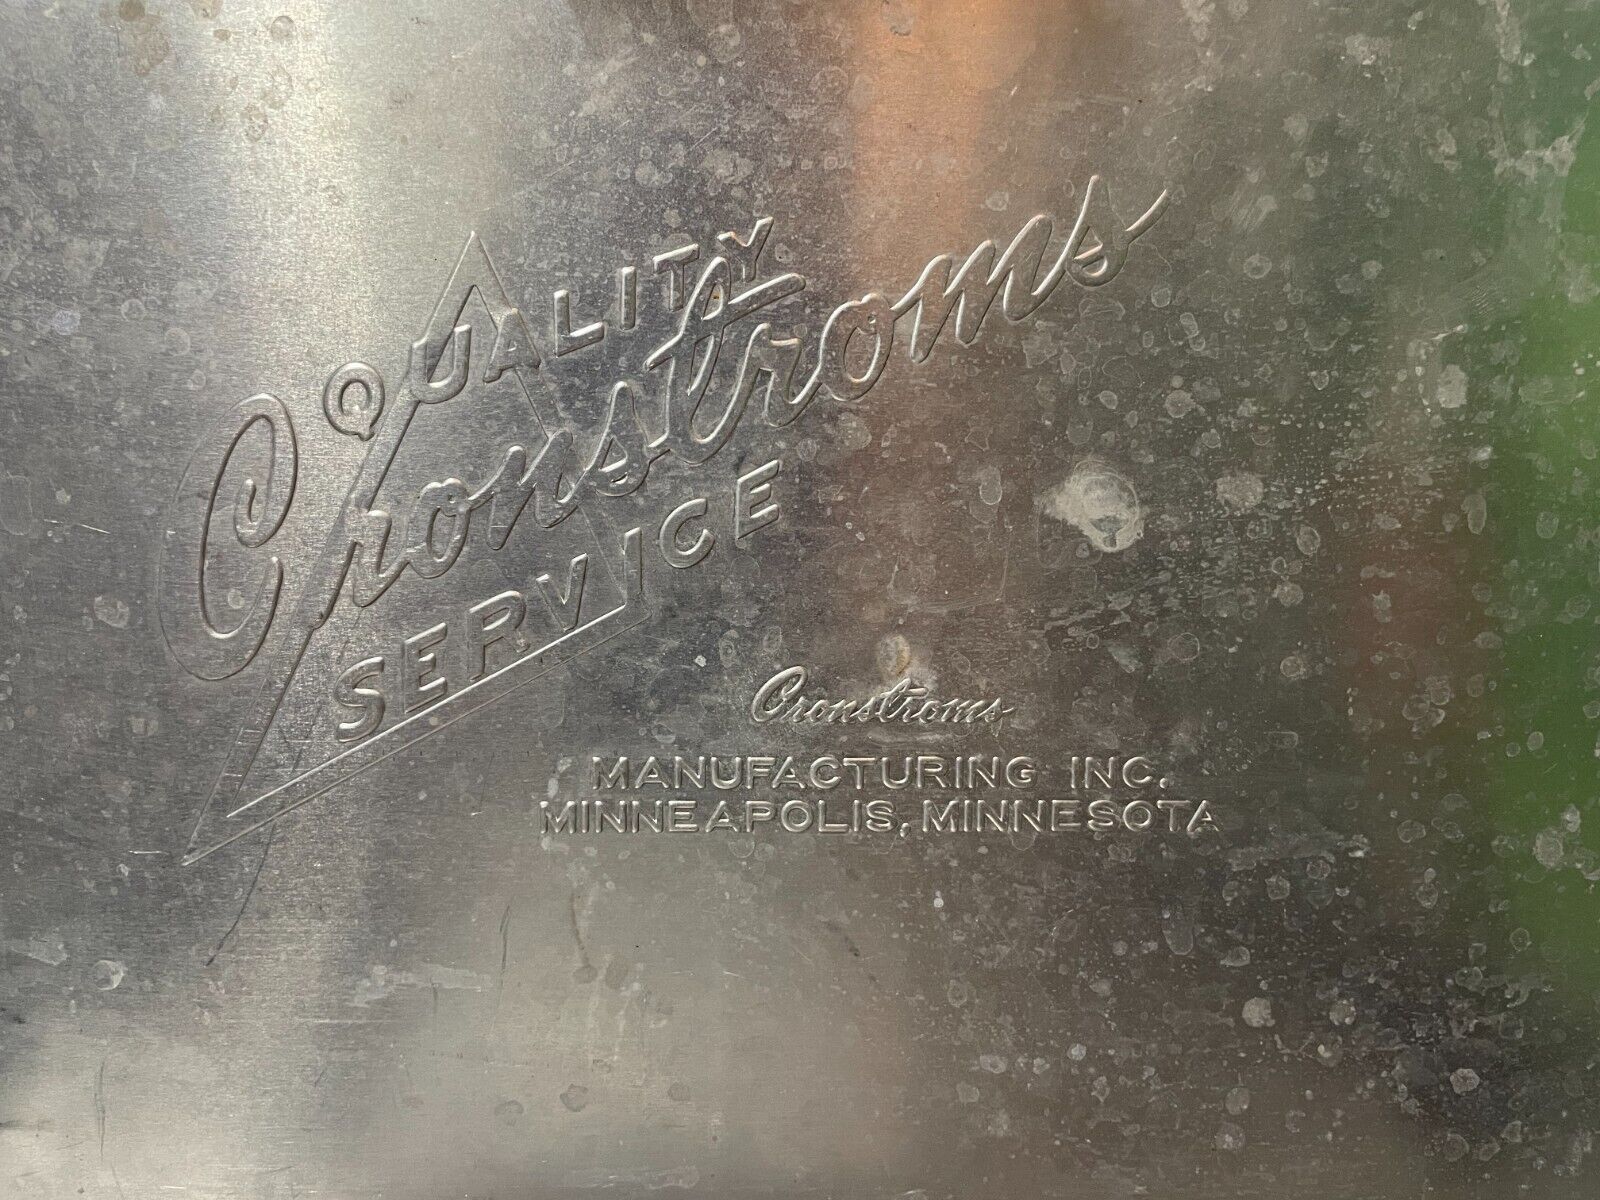 QUALITY
Cronstroms
SERVICE
Cronstroms
MANUFACTURING INC.
MINNEAPOLIS, MINNESOTA